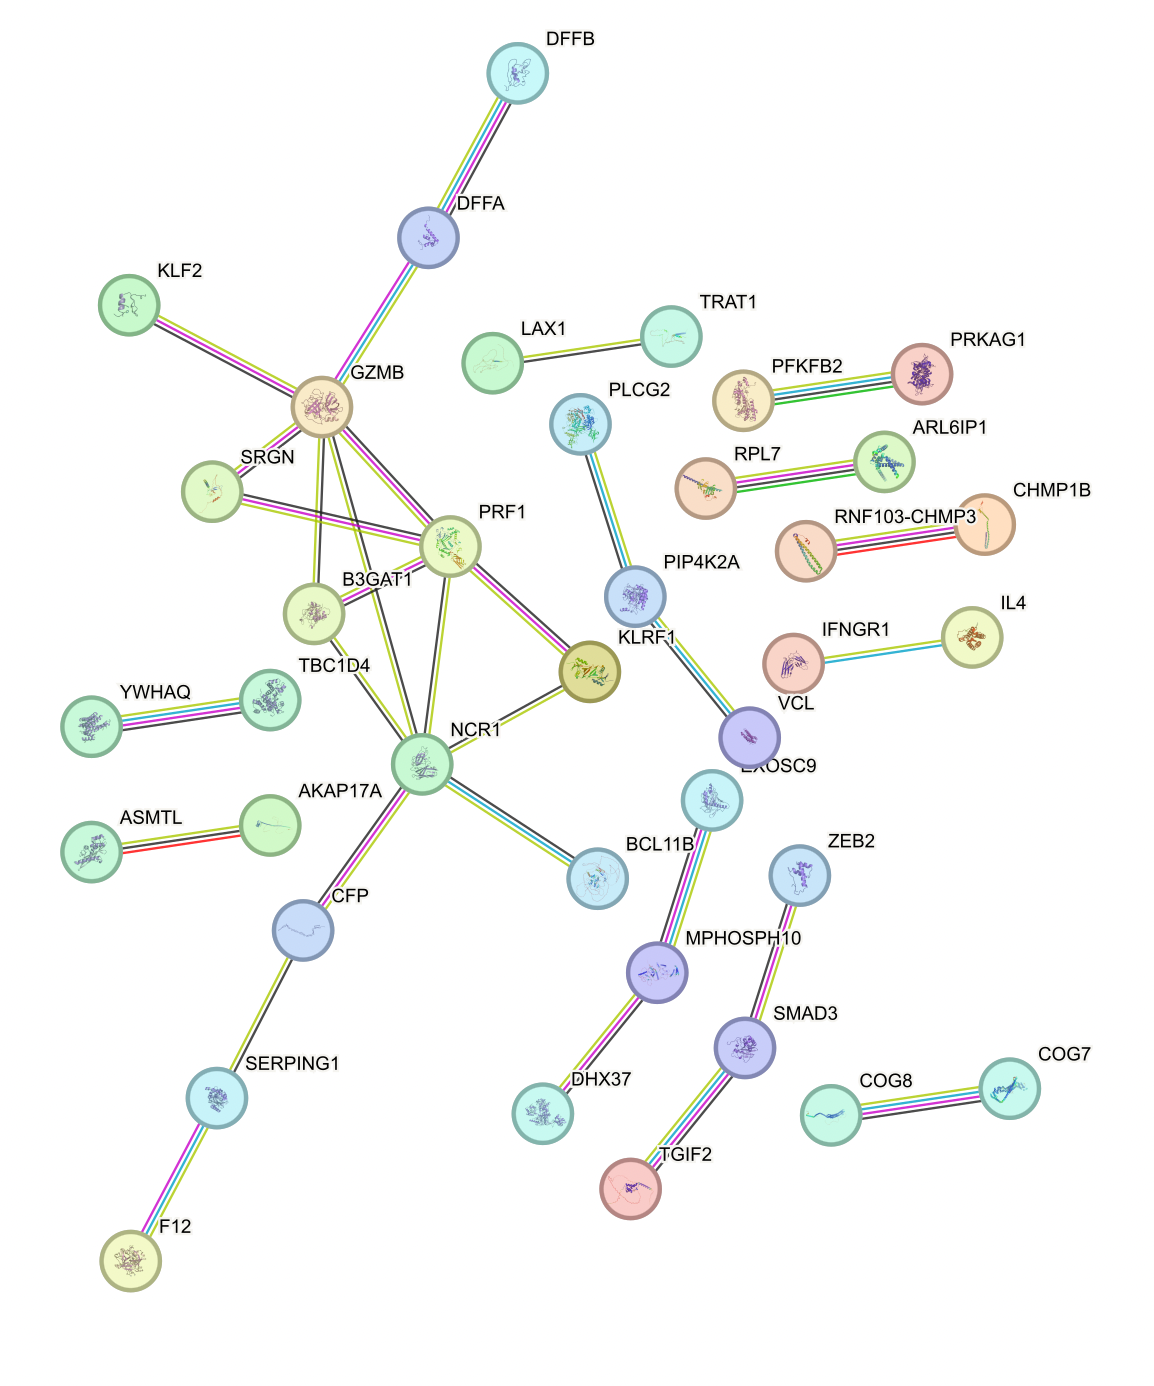 DFFB
DFFA
KLF2
TRAT1
LAX1
PRKAG1
PFKFB2
GZMB
PLCG2
ARL6IP1
RPL7
SRGN
CHMP1B
RNF103-CHMP3
PRF1
PIP4K2A
B3GAT1
IL4
IFNGR1
KLRF1
TBC1D4
YWHAQ
VCL
NCR1
EXOSC9
AKAP17A
ASMTL
ZEB2
BCL11B
CFP
MPHOSPH10
SMAD3
COG7
SERPING1
DHX37
COG8
TGIF2
F12